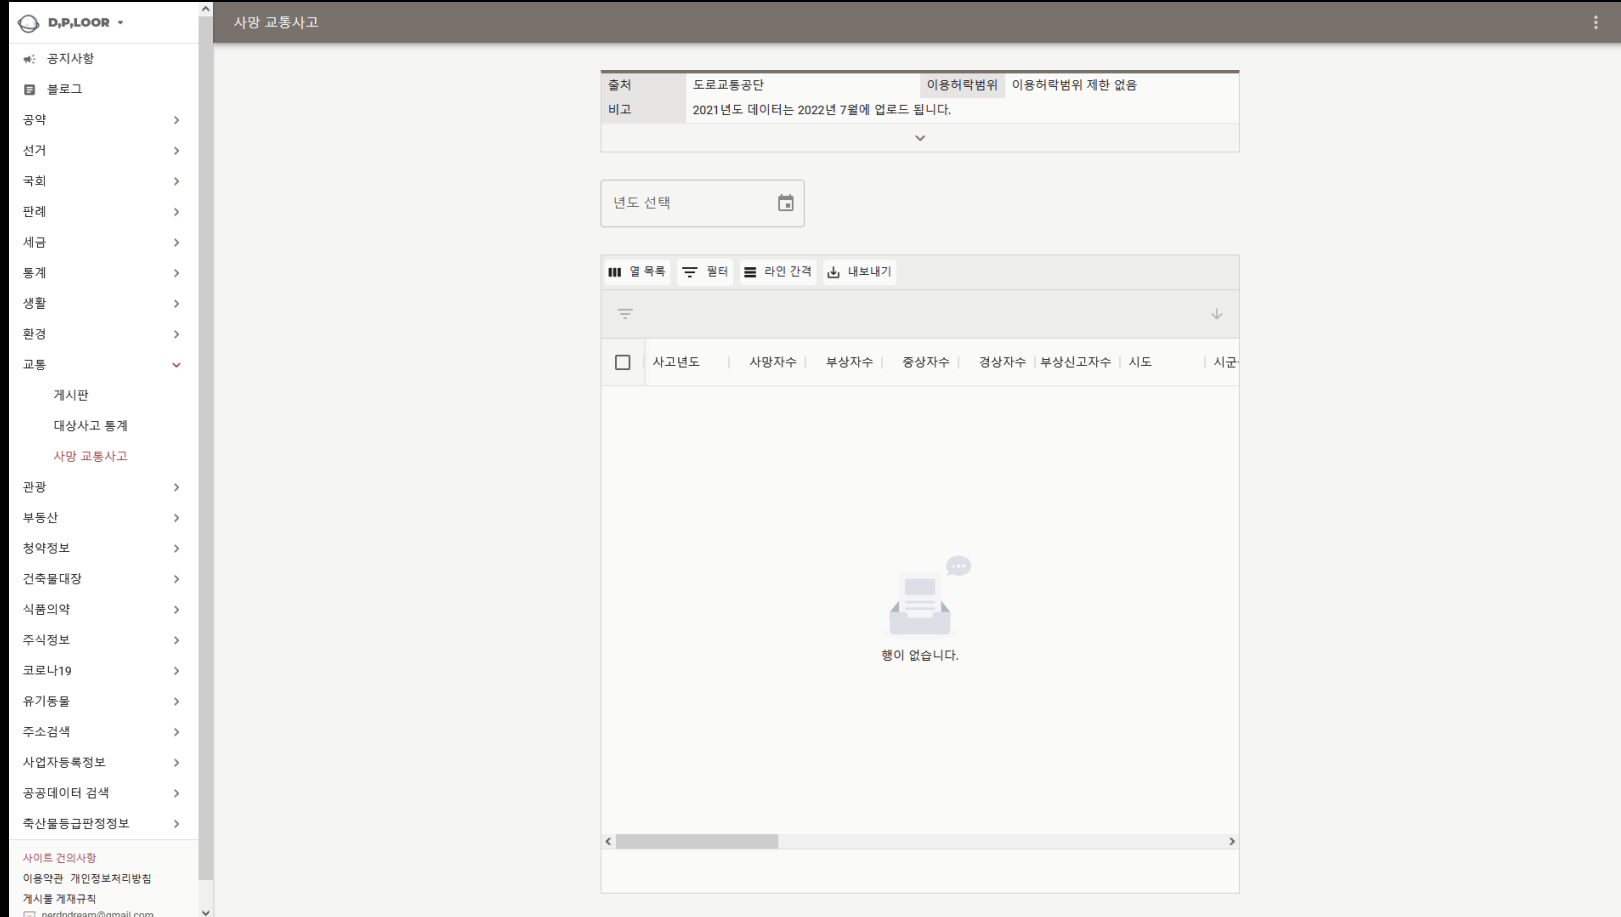 D,P,LOOR
사망 교통사고
공지사항
블로그
공약
선거
국회
판례
세금
통계
생활
환경
교통
게시판
대상사고 통계
사망 교통사고
관광
부동산
청약정보
건축물대장
식품의약
주식정보
코로나19
유기동물
주소검색
사업자등록정보
공공데이터 검색
축산물등급판정정보
사이트 건의사항
이용약관 개인정보처리방침
게시물 게재규칙
nerdndream@gmail.com
출처 도로교통공단 이용허락범위 이용허락범위 제한 없음
비고 2021년도 데이터는 2022년 7월에 업로드 됩니다.
년도 선택
열 목록 필터 라인 간격 내보내기
사고년도 사망자수 부상자수 중상자수 경상자수 부상신고자수 시도 시군
행이 없습니다.